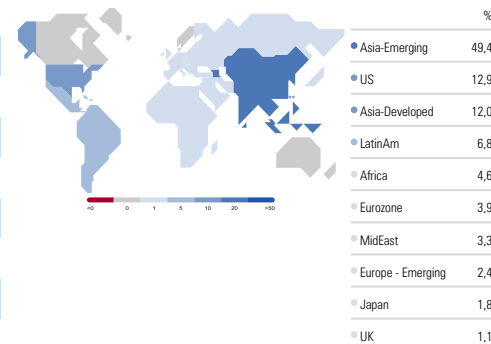 %
Asia-Emerging 49,4
US 12,9
Asia-Developed 12,0
LatinAm 6,8
Africa 4,6
Eurozone 3,9
MidEast 3,3
Europe - Emerging 2,4
Japan 1,8
UK 1,1
<0 0 1 5 10 20 >50